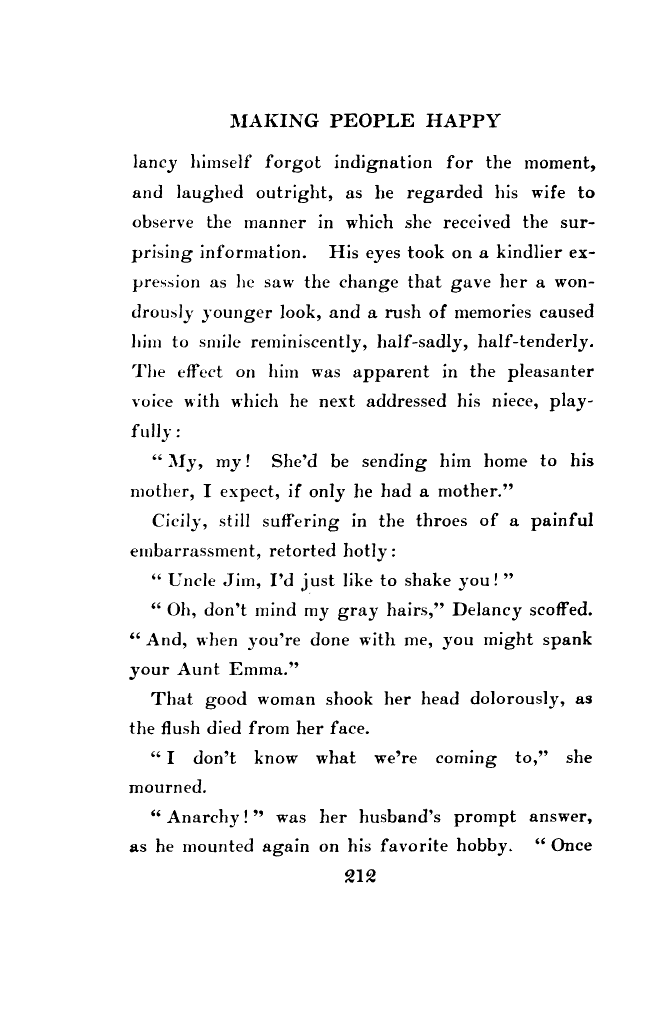 MAKING PEOPLE HAPPY
lancy himself forgot indignation for the moment,
and laughed outright, as he regarded his wife to
observe the manner in which she received the sur-
prising information. His eyes took on a kindlier ex-
pression as he saw the change that gave her a won-
drously younger look, and a rush of memories caused
him to smile reminiscently, half-sadly, half-tenderly.
The effect on him was apparent in the pleasanter
voice with which he next addressed his niece, play-
fully:
“My, my! She’d be sending him home to his
mother, I expect, if only he had a mother.”
Cicily, still suffering in the throes of a painful
embarrassment, retorted hotly:
“Uncle Jim, I’d just like to shake you!”
“Oh, don’t mind my gray hairs,” Delancy scoffed.
“And, when you’re done with me, you might spank
your Aunt Emma.”
That good woman shook her head dolorously, as
the flush died from her face.
“I don’t know what we’re coming to,” she
mourned.
“Anarchy!” was her husband’s prompt answer,
as he mounted again on his favorite hobby. “Once
212